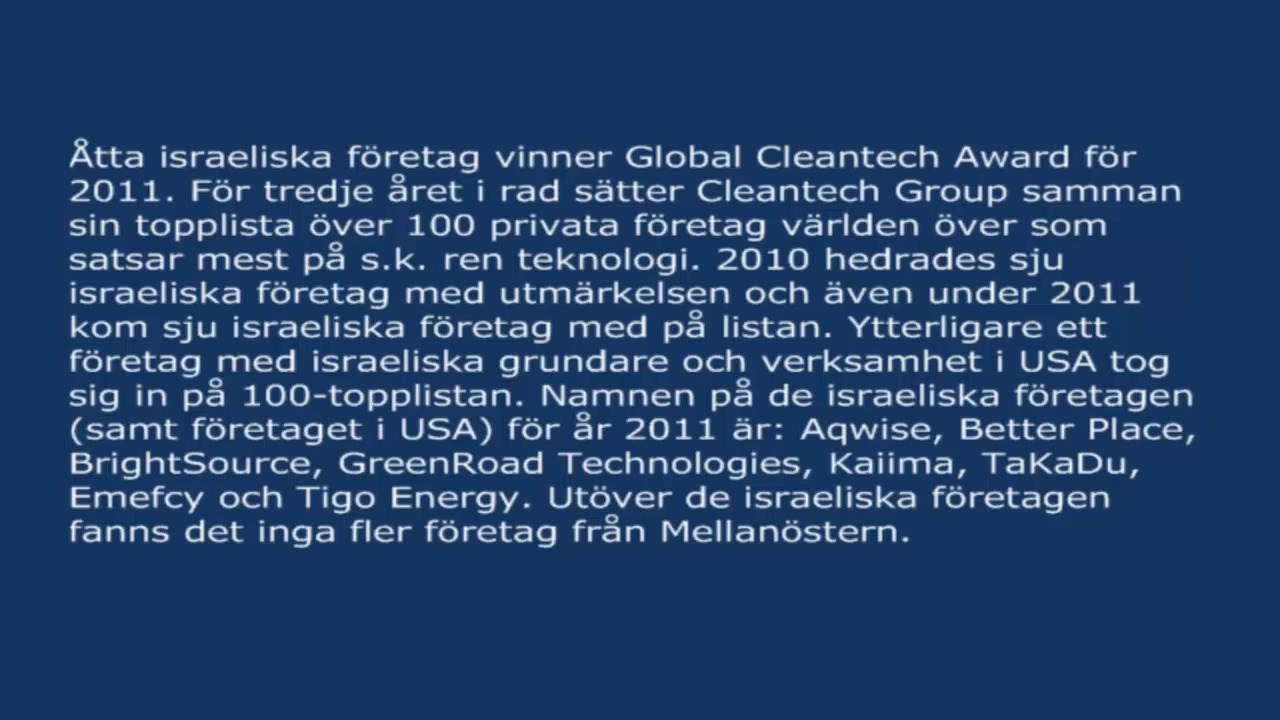 Åtta israeliska företag vinner Global Cleantech Award för
2011. För tredje året i rad sätter Cleantech Group samman
sin topplista över 100 privata företag världen över som
satsar mest på s.k. ren teknologi. 2010 hedrades sju
israeliska företag med utmärkelsen och även under 2011
kom sju israeliska företag med på listan. Ytterligare ett
företag med israeliska grundare och verksamhet i USA tog
sig in på 100-topplistan. Namnen på de israeliska företagen
(samt företaget i USA) för år 2011 är: Aqwise, Better Place,
BrightSource, GreenRoad Technologies, Kaiima, TaKaDu,
Emefcy och Tigo Energy. Utöver de israeliska företagen
fanns det inga fler företag från Mellanöstern.